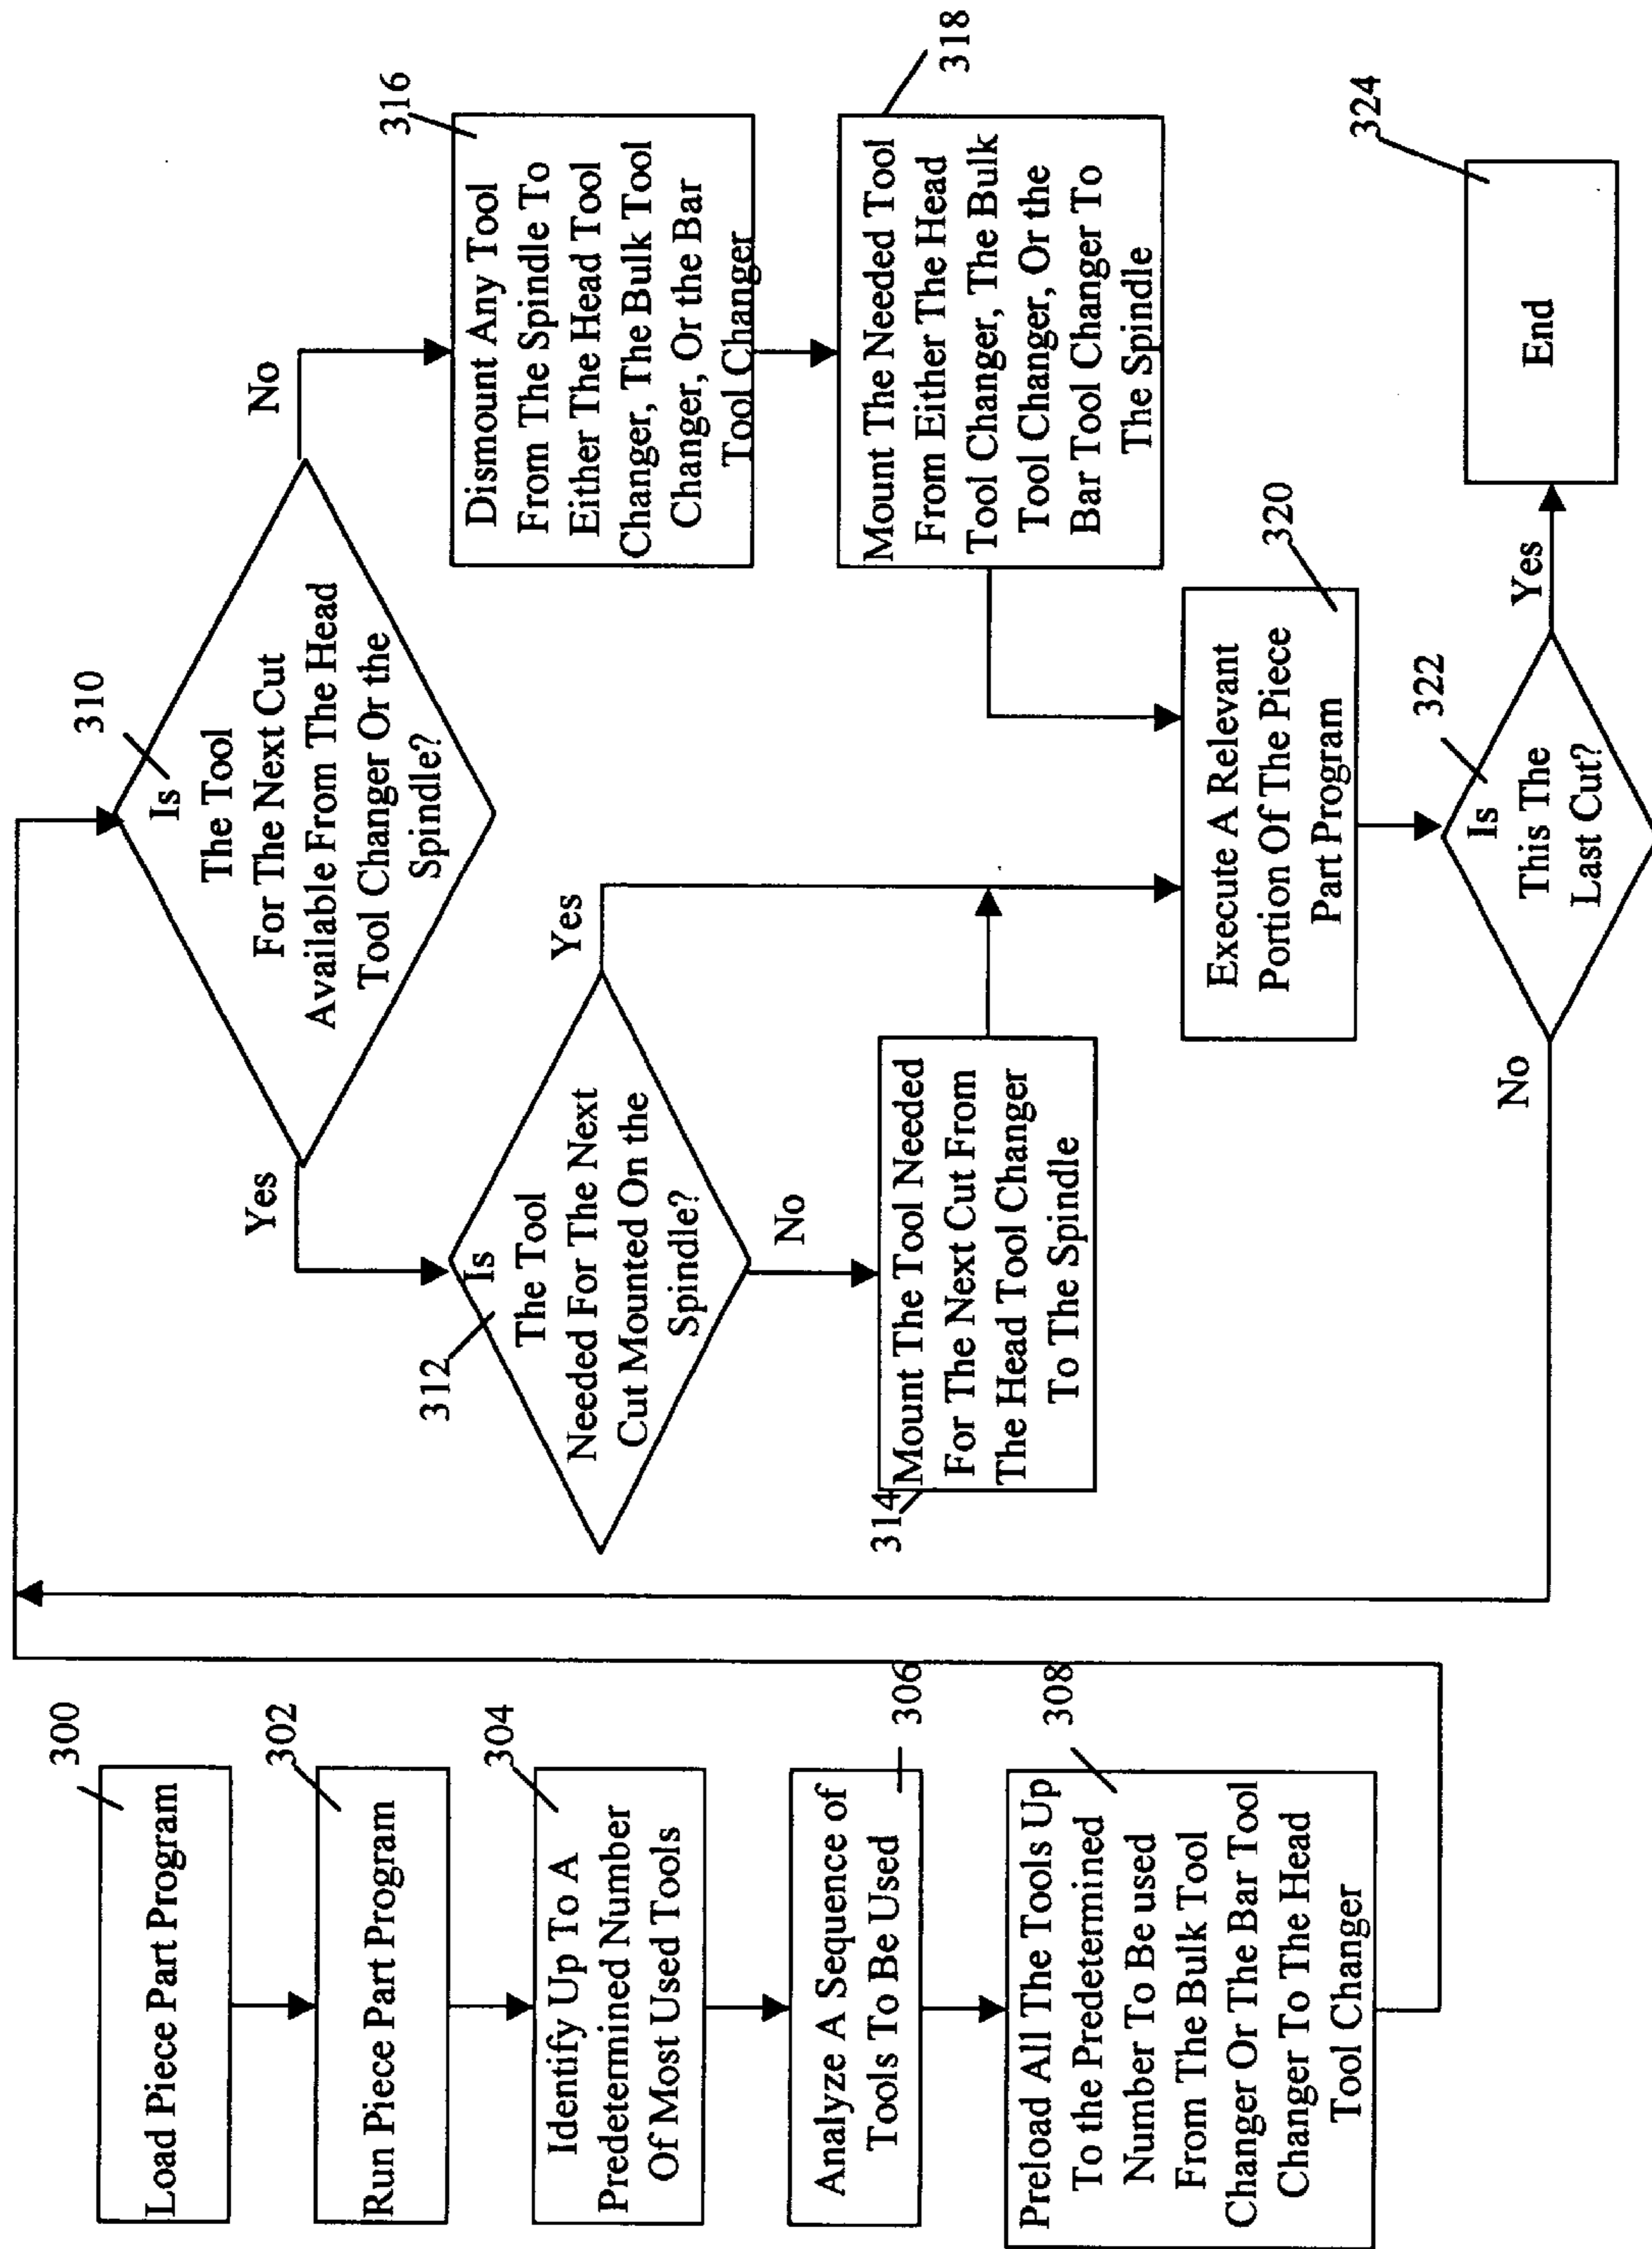 300
Load Piece Part Program
302
Run Piece Part Program
304
Identify Up To A
Predetermined Number
Of Most Used Tools
306
Analyze A Sequence of
Tools To Be Used
308
Preload All The Tools Up
To the Predetermined
Number To Be used
From The Bulk Tool
Changer Or The Bar Tool
Changer To The Head
Tool Changer
310
Is
The Tool
For The Next Cut
Available From The Head
Tool Changer Or the
Spindle?
Yes
No
312
Is
The Tool
Needed For The Next
Cut Mounted On the
Spindle?
Yes
No
314
Mount The Tool Needed
For The Next Cut From
The Head Tool Changer
To The Spindle
316
Dismount Any Tool
From The Spindle To
Either The Head Tool
Changer, The Bulk Tool
Changer, Or the Bar
Tool Changer
318
Mount The Needed Tool
From Either The Head
Tool Changer, The Bulk
Tool Changer, Or the
Bar Tool Changer To
The Spindle
320
Execute A Relevant
Portion Of The Piece
Part Program
322
Is
This The
Last Cut?
No
Yes
324
End